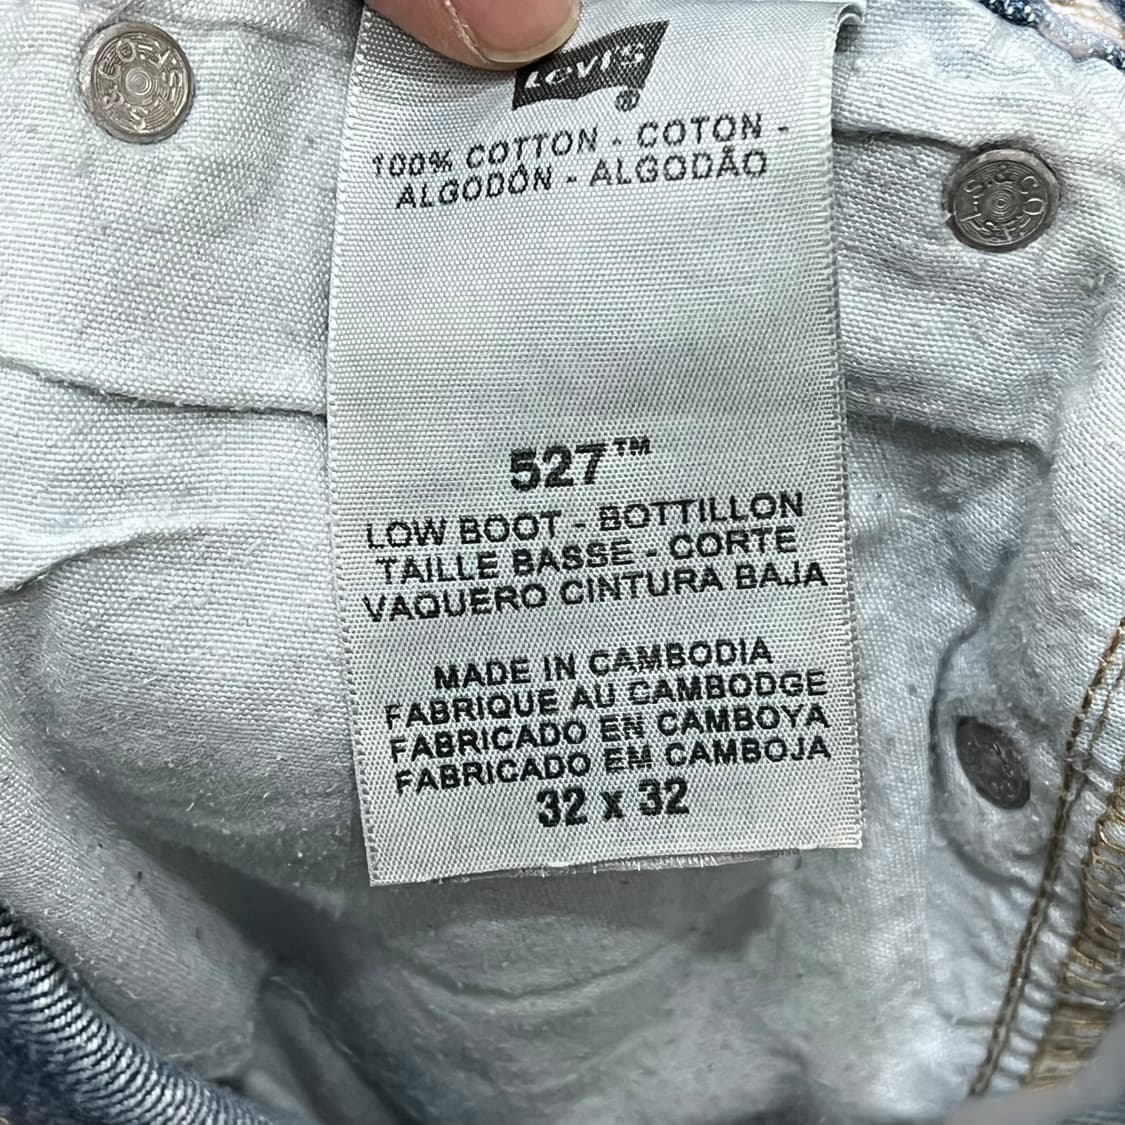 Levi's®
100% COTTON - COTON -
ALGODÓN - ALGODÃO
527™
LOW BOOT - BOTTILLON
TAILLE BASSE - CORTE
VAQUERO CINTURA BAJA
MADE IN CAMBODIA
FABRIQUE AU CAMBODGE
FABRICADO EN CAMBOYA
FABRICADO EM CAMBOJA
32 x 32
L.S.& CO. S.F.